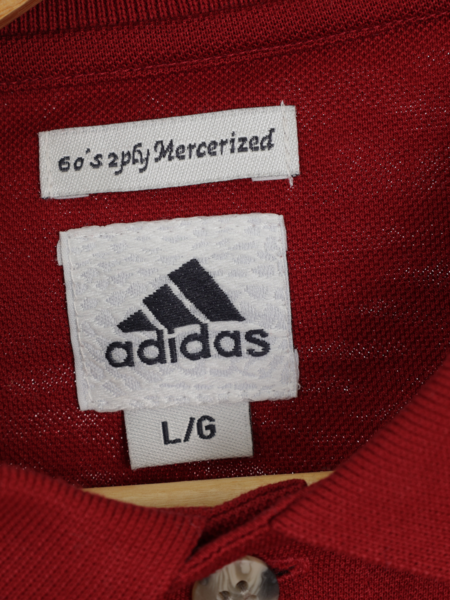 60's 2ply Mercerized
adidas
L/G